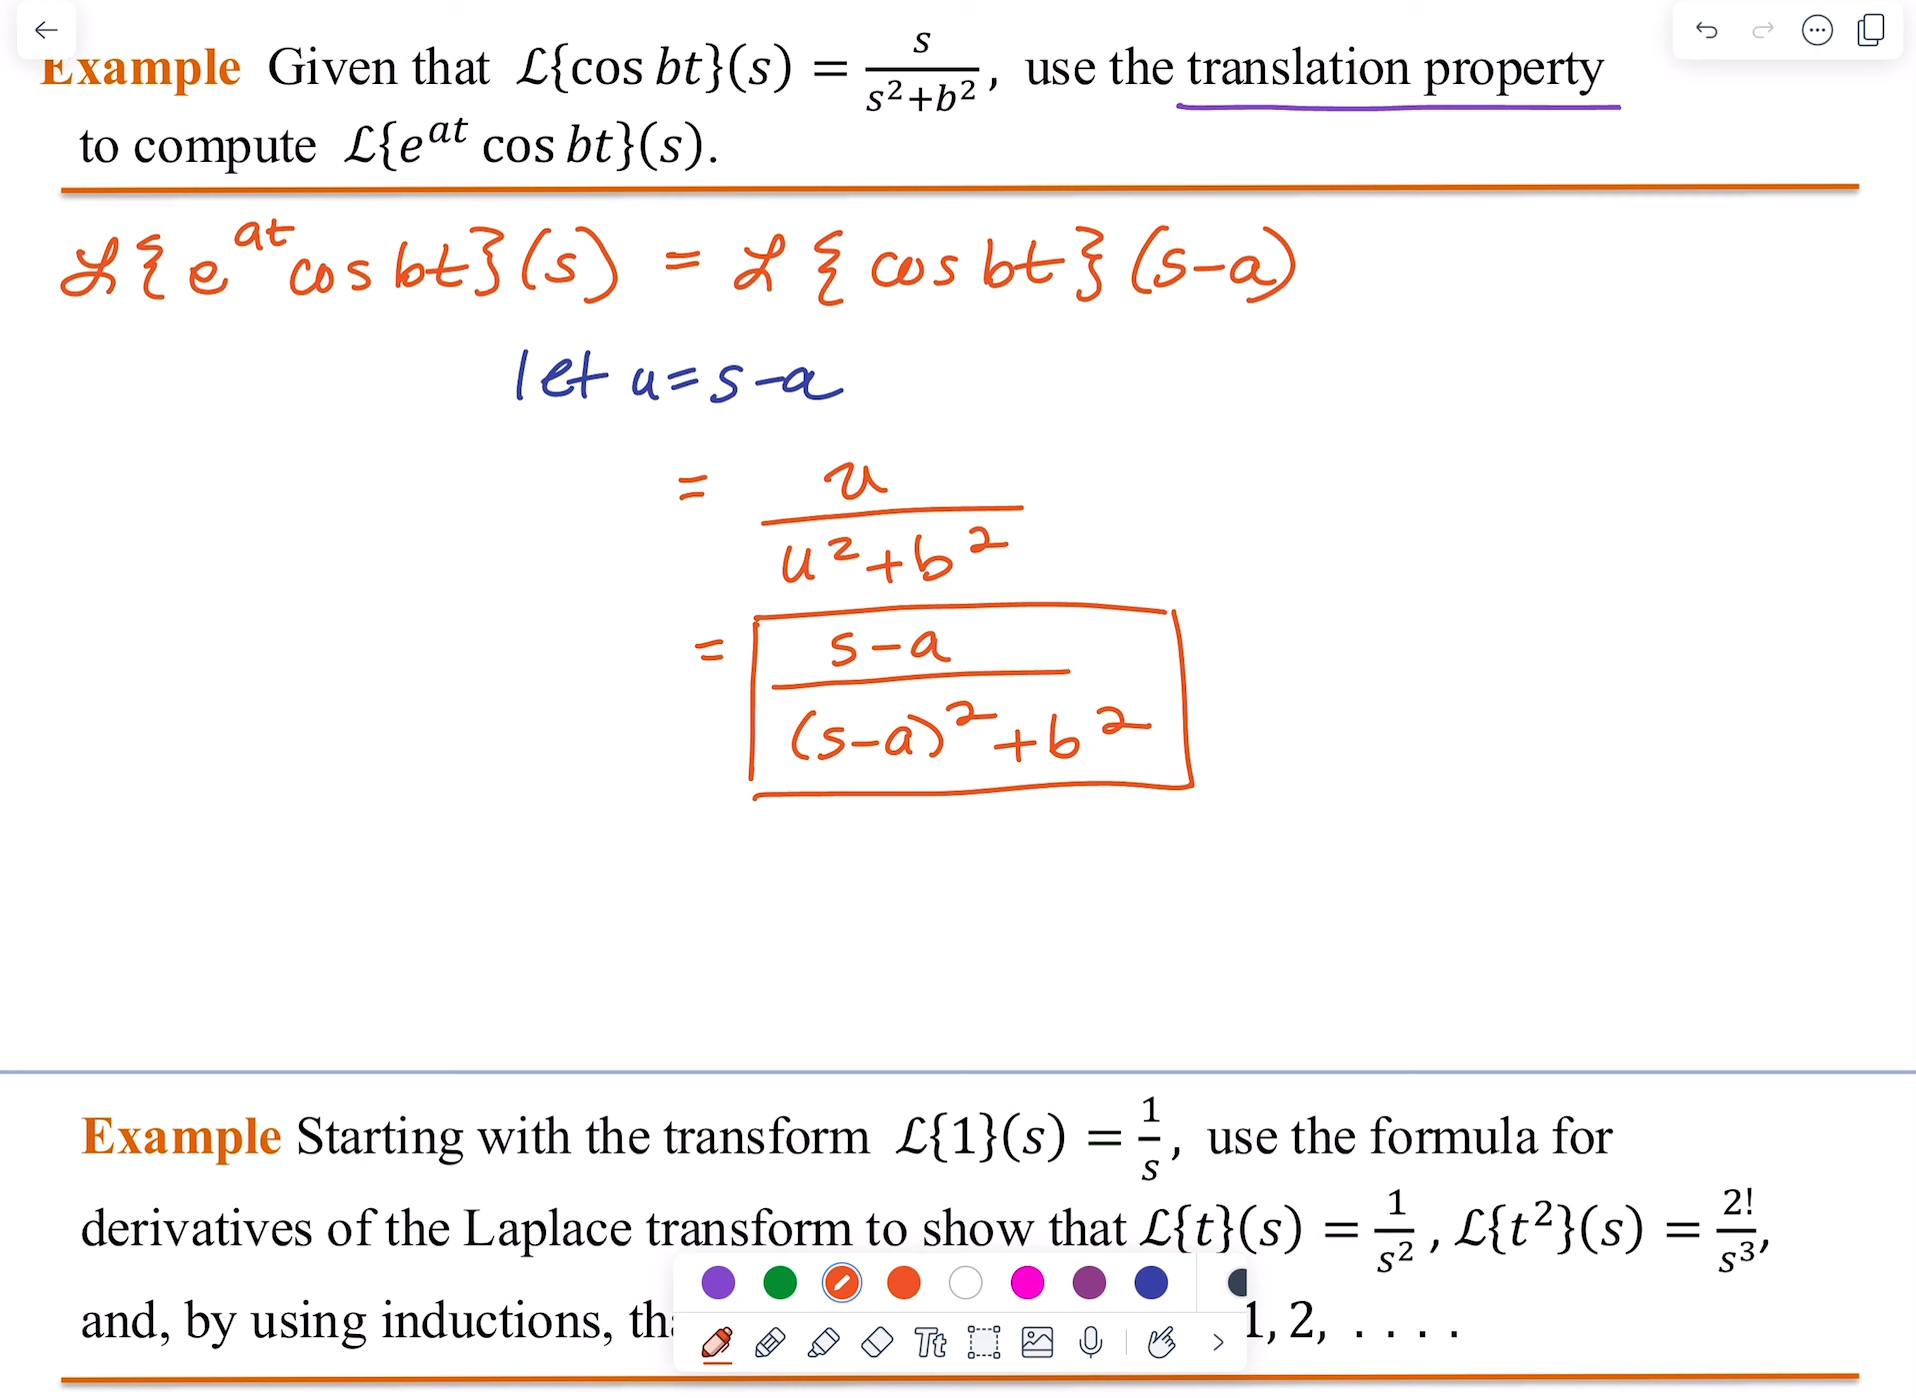 Example Given that ℒ{cos bt}(s) = s/(s²+b²), use the translation property
to compute ℒ{e^{at} cos bt}(s).
ℒ{e^{at} cos bt}(s) = ℒ{cos bt}(s-a)
let u=s-a
= u/(u²+b²)
= (s-a)/((s-a)²+b²)
Example Starting with the transform ℒ{1}(s) = 1/s, use the formula for
derivatives of the Laplace transform to show that ℒ{t}(s) = 1/s², ℒ{t²}(s) = 2!/s³,
and, by using inductions, 1, 2, . . . .
Tt